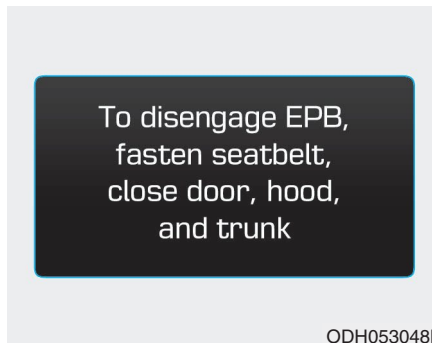 To disengage EPB,
fasten seatbelt,
close door, hood,
and trunk
ODH053048